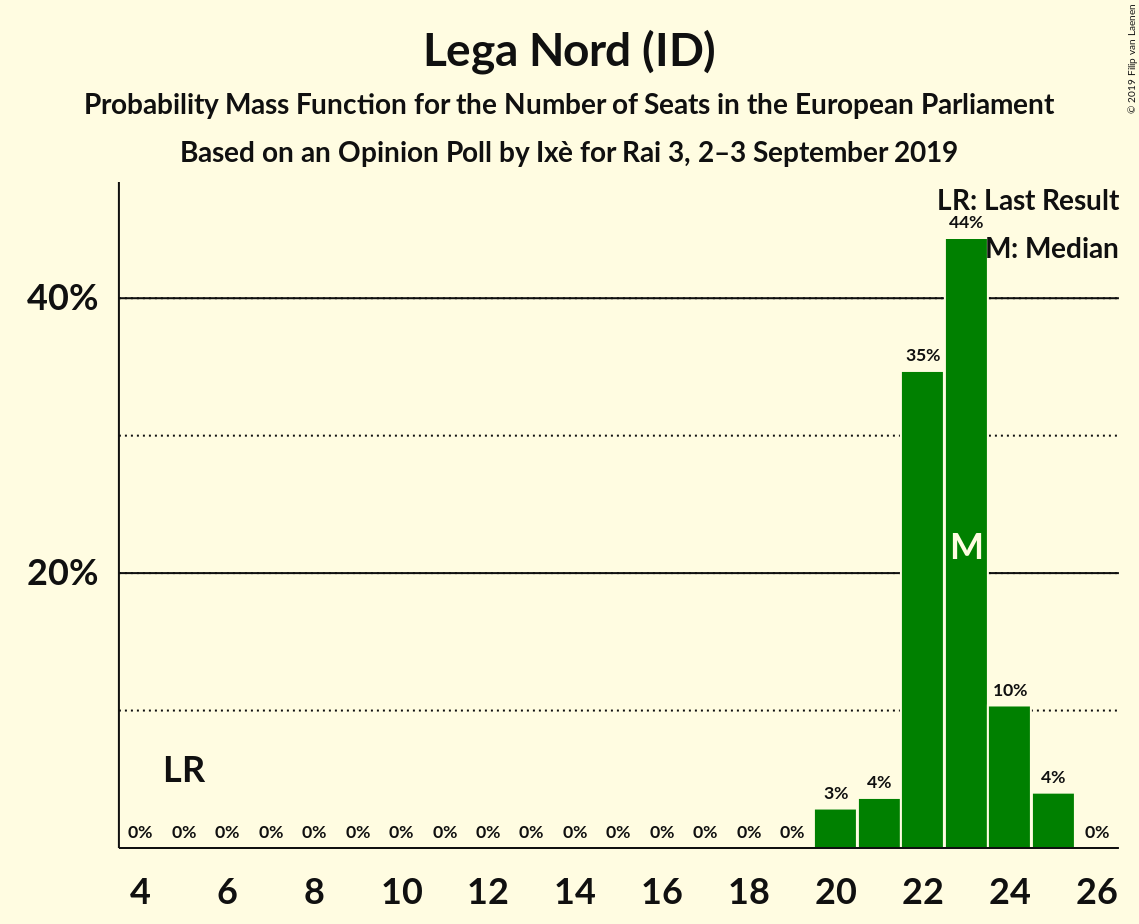 Lega Nord (ID)
Probability Mass Function for the Number of Seats in the European Parliament
Based on an Opinion Poll by Ixè for Rai 3, 2–3 September 2019
© 2019 Filip van Laenen
LR: Last Result
M: Median
44%
40%
35%
M
20%
10%
LR
3% 4% 4%
0% 0% 0% 0% 0% 0% 0% 0% 0% 0% 0% 0% 0% 0% 0% 0% 0%
4 6 8 10 12 14 16 18 20 22 24 26